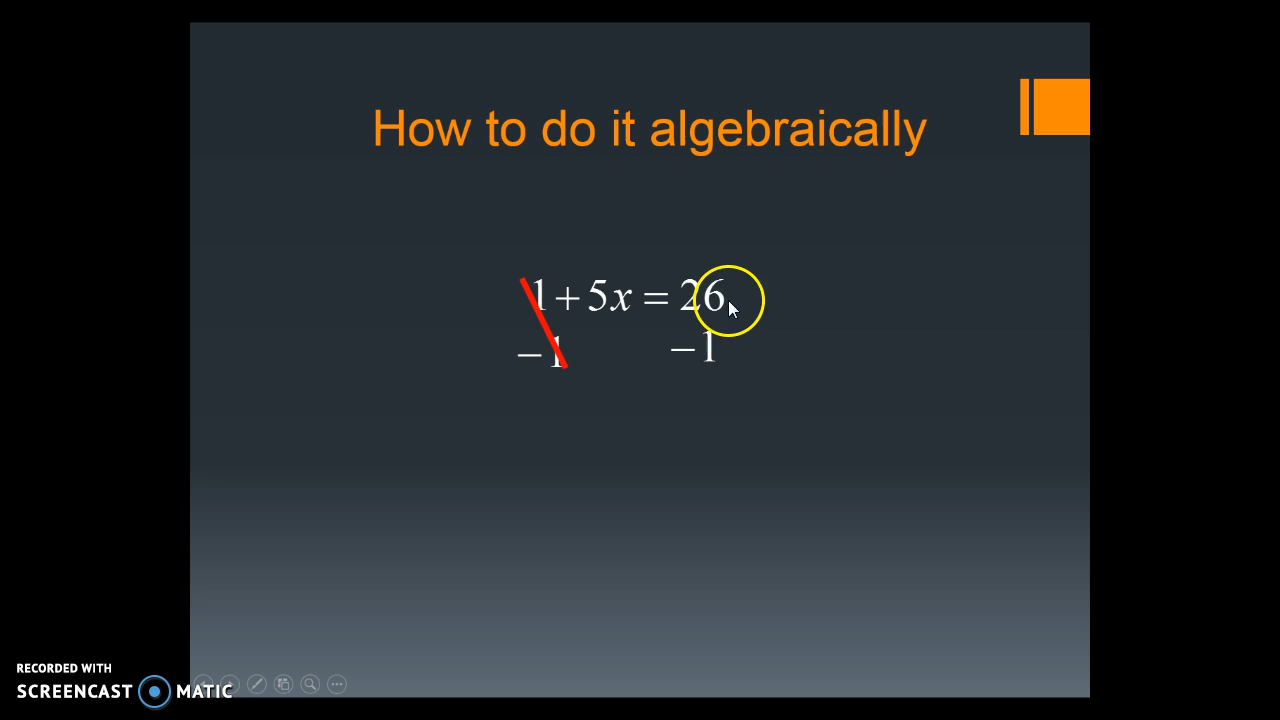 How to do it algebraically
1 + 5x = 26
− 1 − 1
RECORDED WITH
SCREENCAST MATIC